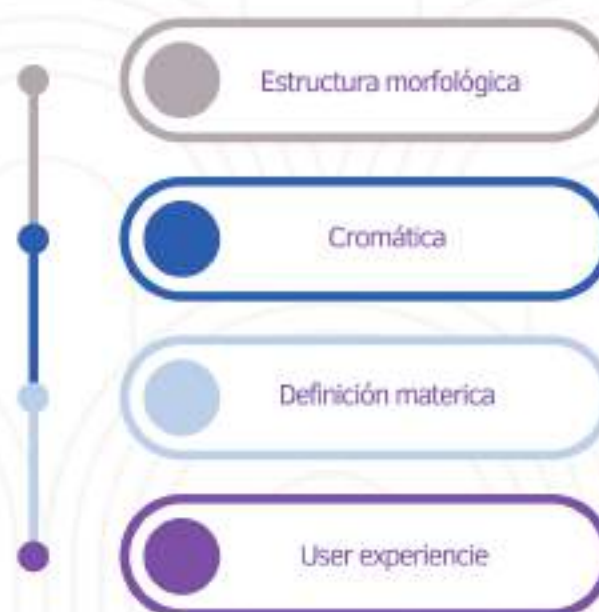 Estructura morfológica
Cromática
Definición materica
User experiencie